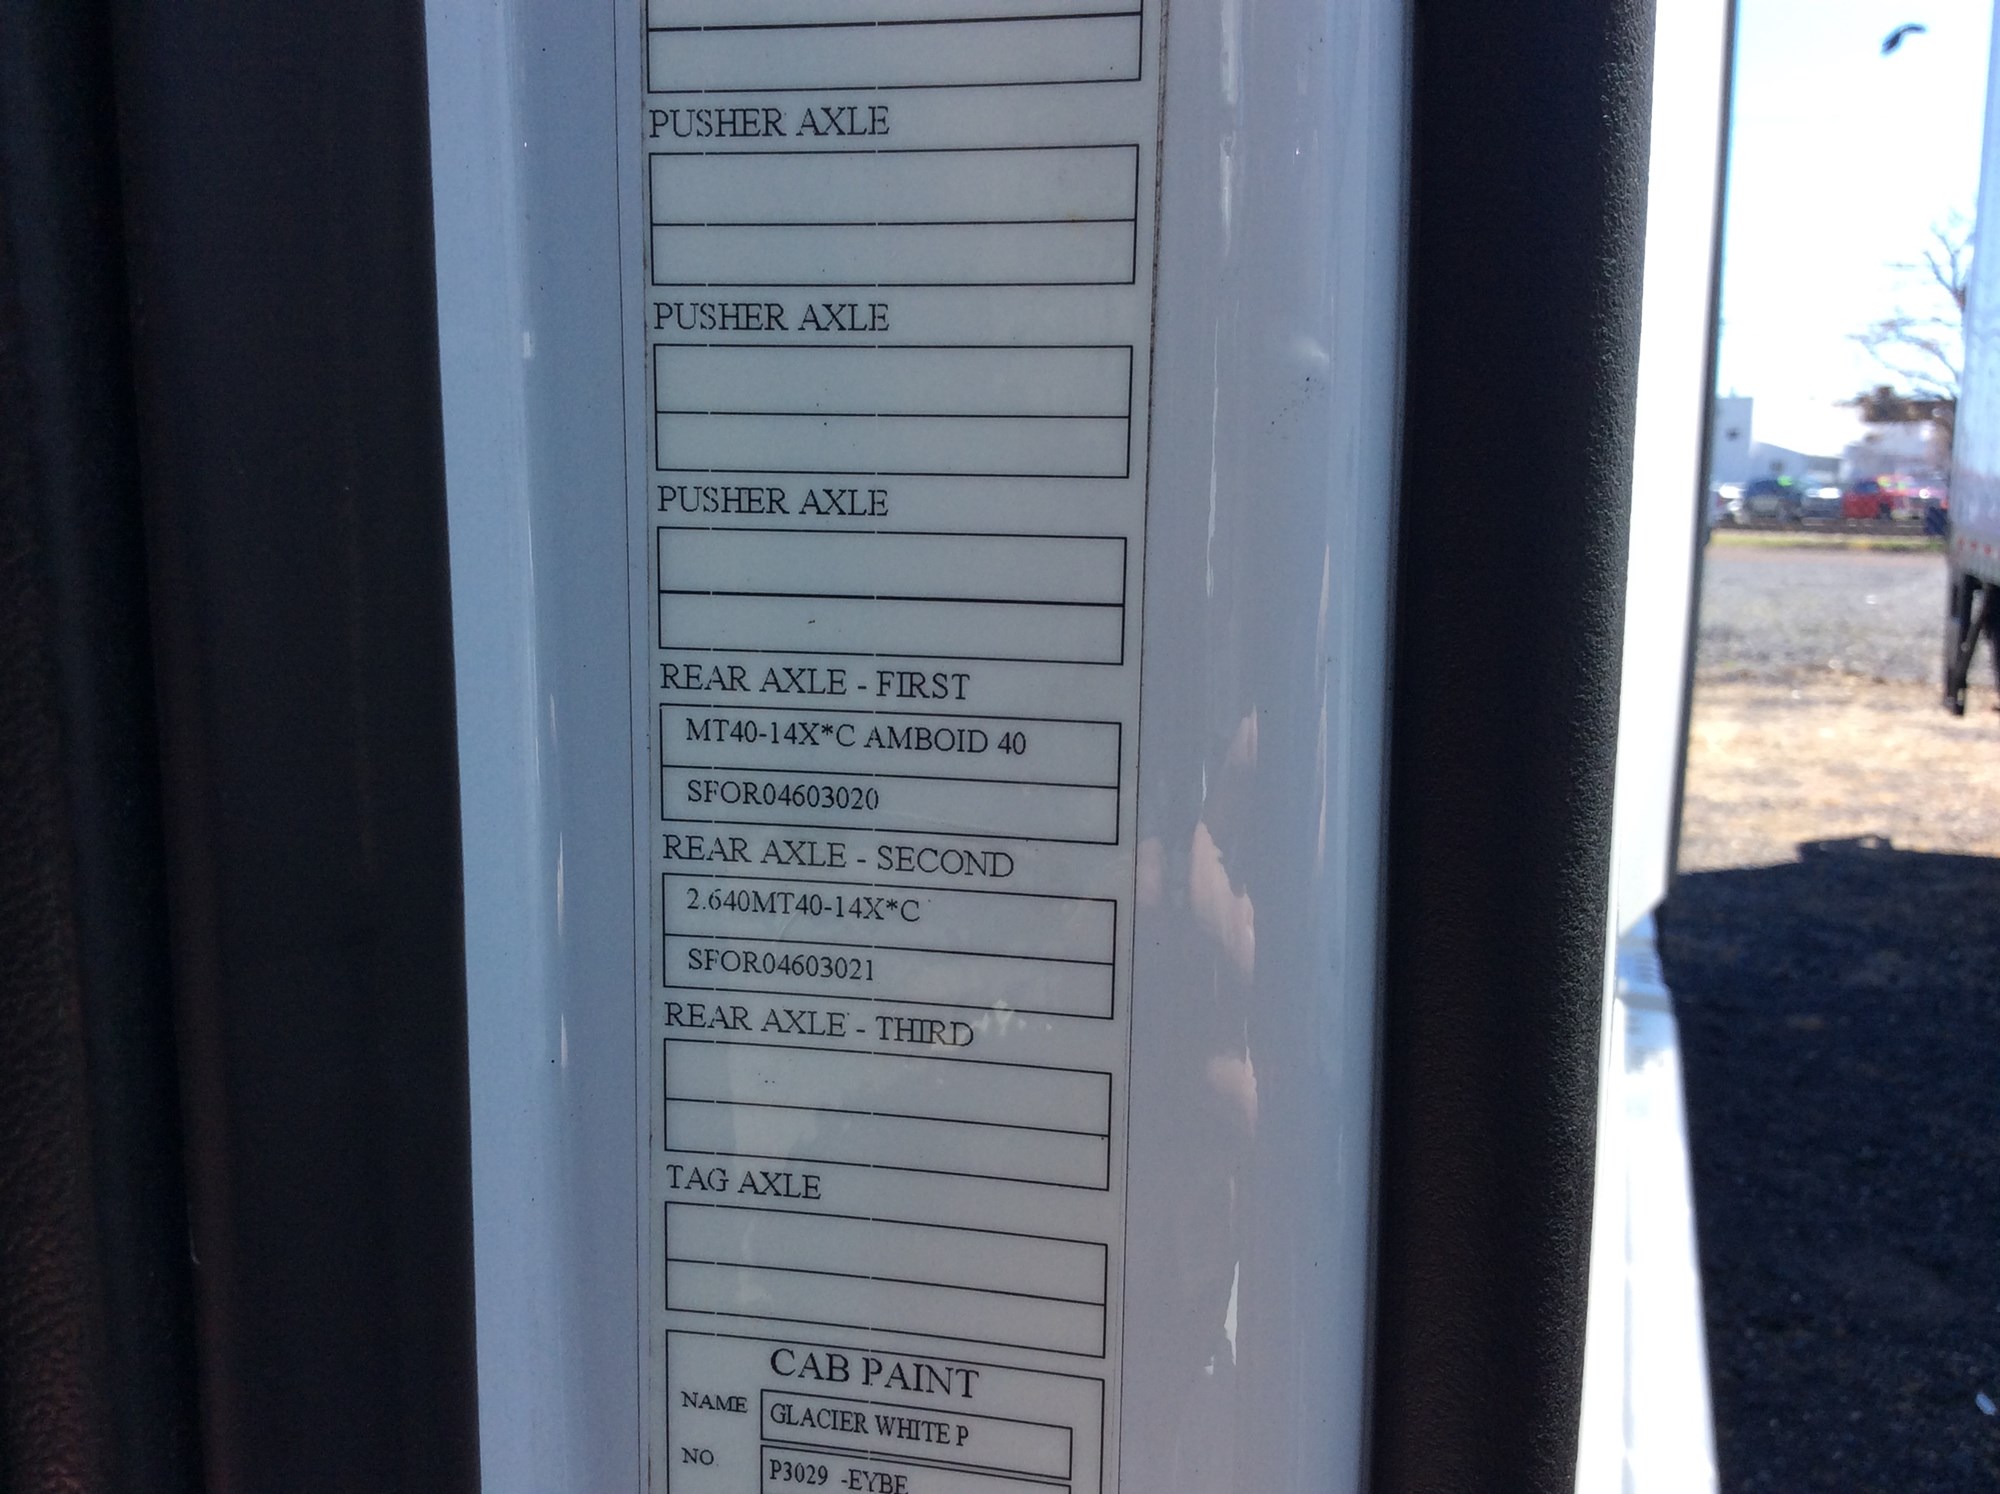 PUSHER AXLE
PUSHER AXLE
PUSHER AXLE
REAR AXLE - FIRST
MT40-14X*C AMBOID 40
SFOR04603020
REAR AXLE - SECOND
2.640MT40-14X*C
SFOR04603021
REAR AXLE - THIRD
TAG AXLE
CAB PAINT
NAME GLACIER WHITE P
NO. P3029 -EYBE